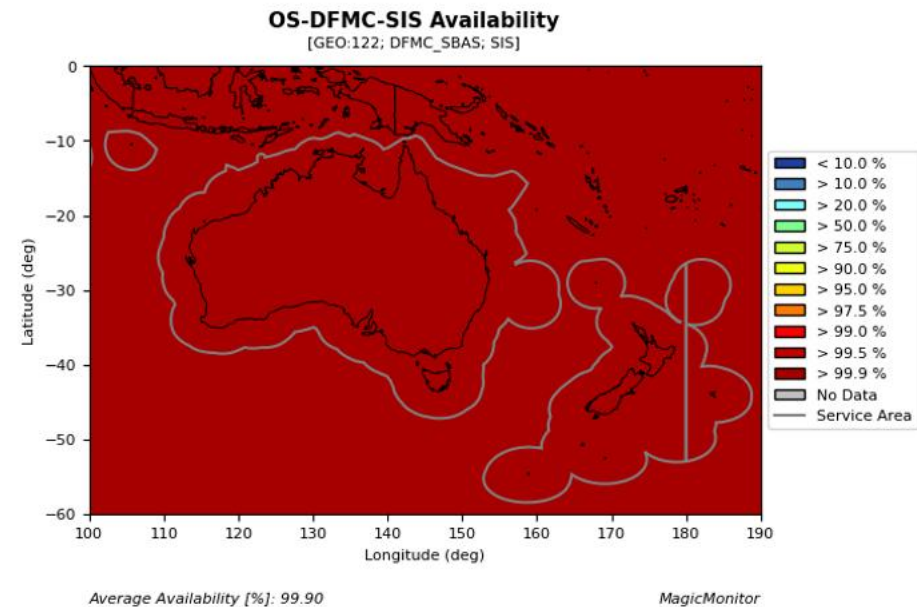 OS-DFMC-SIS Availability
[GEO:122; DFMC_SBAS; SIS]
0
−10
−20
−30
−40
−50
−60
Latitude (deg)
100
110
120
130
140
150
160
170
180
190
Longitude (deg)
< 10.0 %
> 10.0 %
> 20.0 %
> 50.0 %
> 75.0 %
> 90.0 %
> 95.0 %
> 97.5 %
> 99.0 %
> 99.5 %
> 99.9 %
No Data
Service Area
Average Availability [%]: 99.90
MagicMonitor